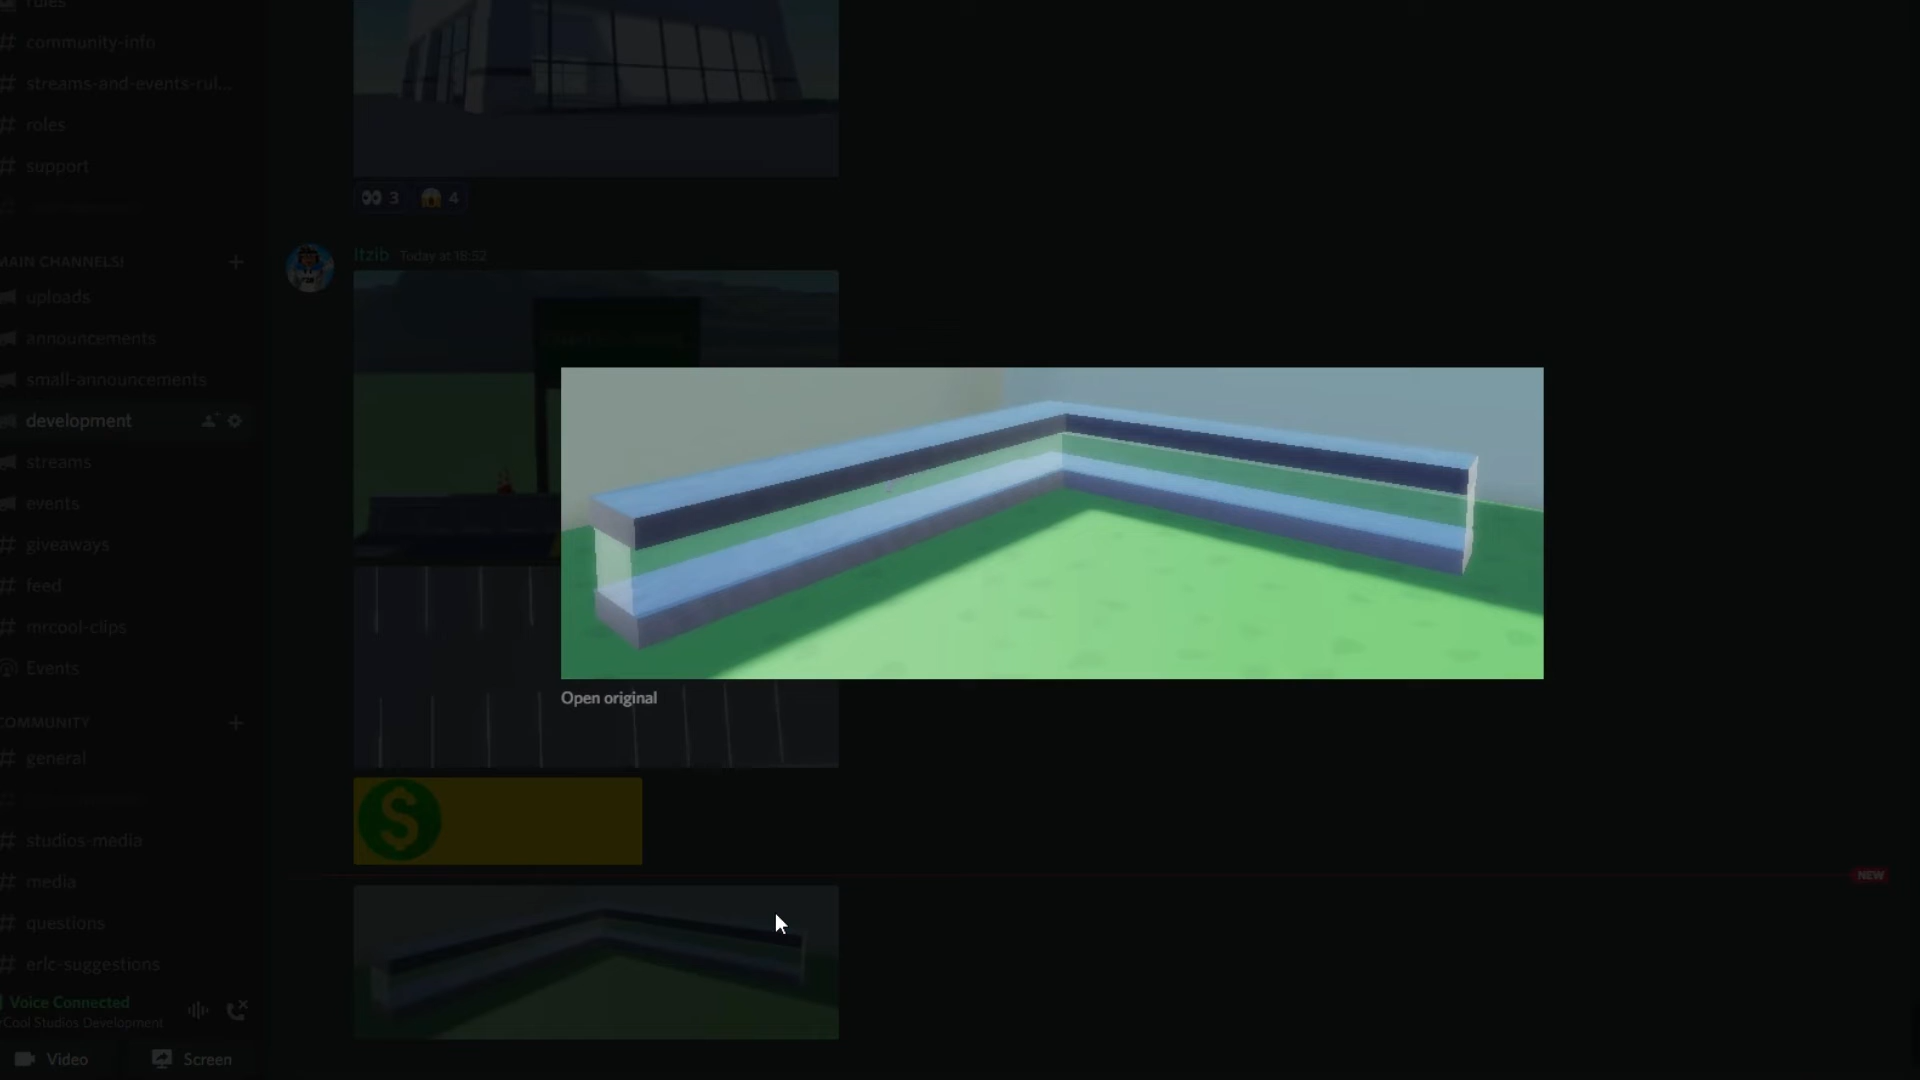 rules
community-info
streams-and-events-rul...
roles
support
3
4
MAIN CHANNELS!
Itzib Today at 18:52
uploads
announcements
small-announcements
development
streams
events
giveaways
feed
mrcool-clips
Events
Open original
COMMUNITY
general
studios-media
media
NEW
questions
erlc-suggestions
Voice Connected
Cool Studios Development
Video
Screen